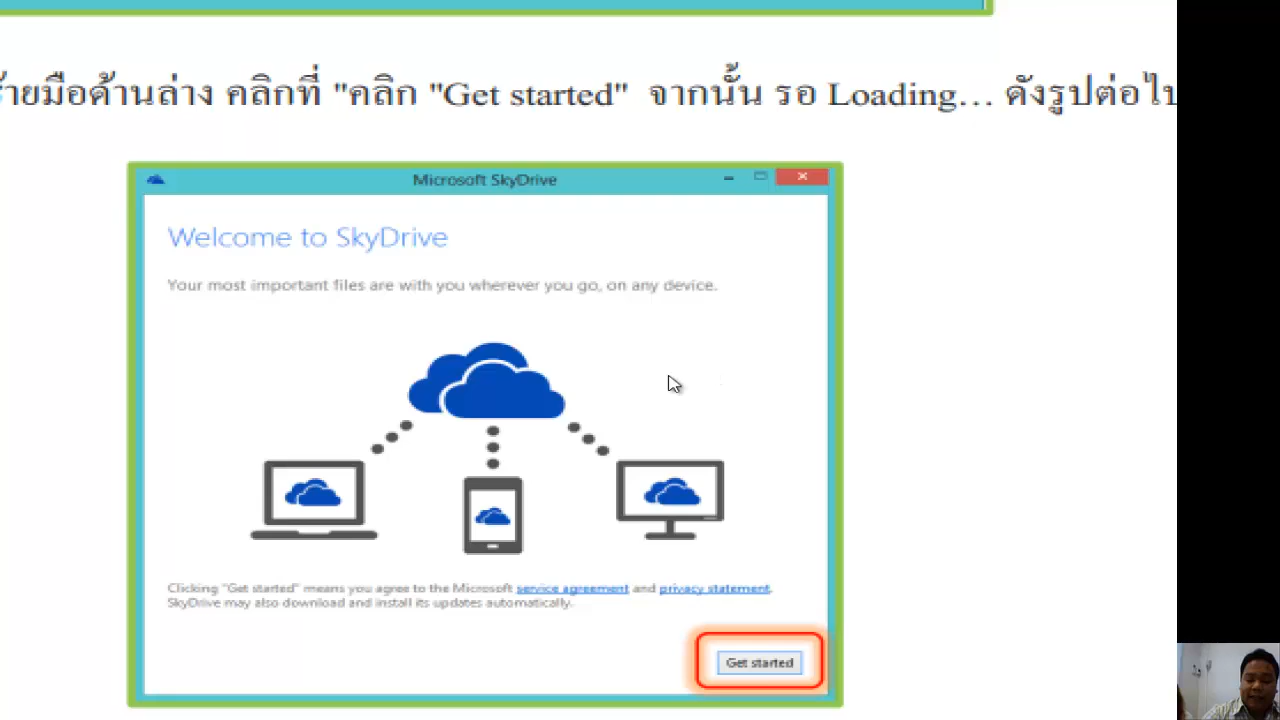 ซ้ายมือด้านล่าง คลิกที่ "คลิก "Get started" จากนั้น รอ Loading... ดังรูปต่อไป
Microsoft SkyDrive
Welcome to SkyDrive
Your most important files are with you wherever you go, on any device.
Clicking "Get started" means you agree to the Microsoft service agreement and privacy statement.
SkyDrive may also download and install its updates automatically.
Get started